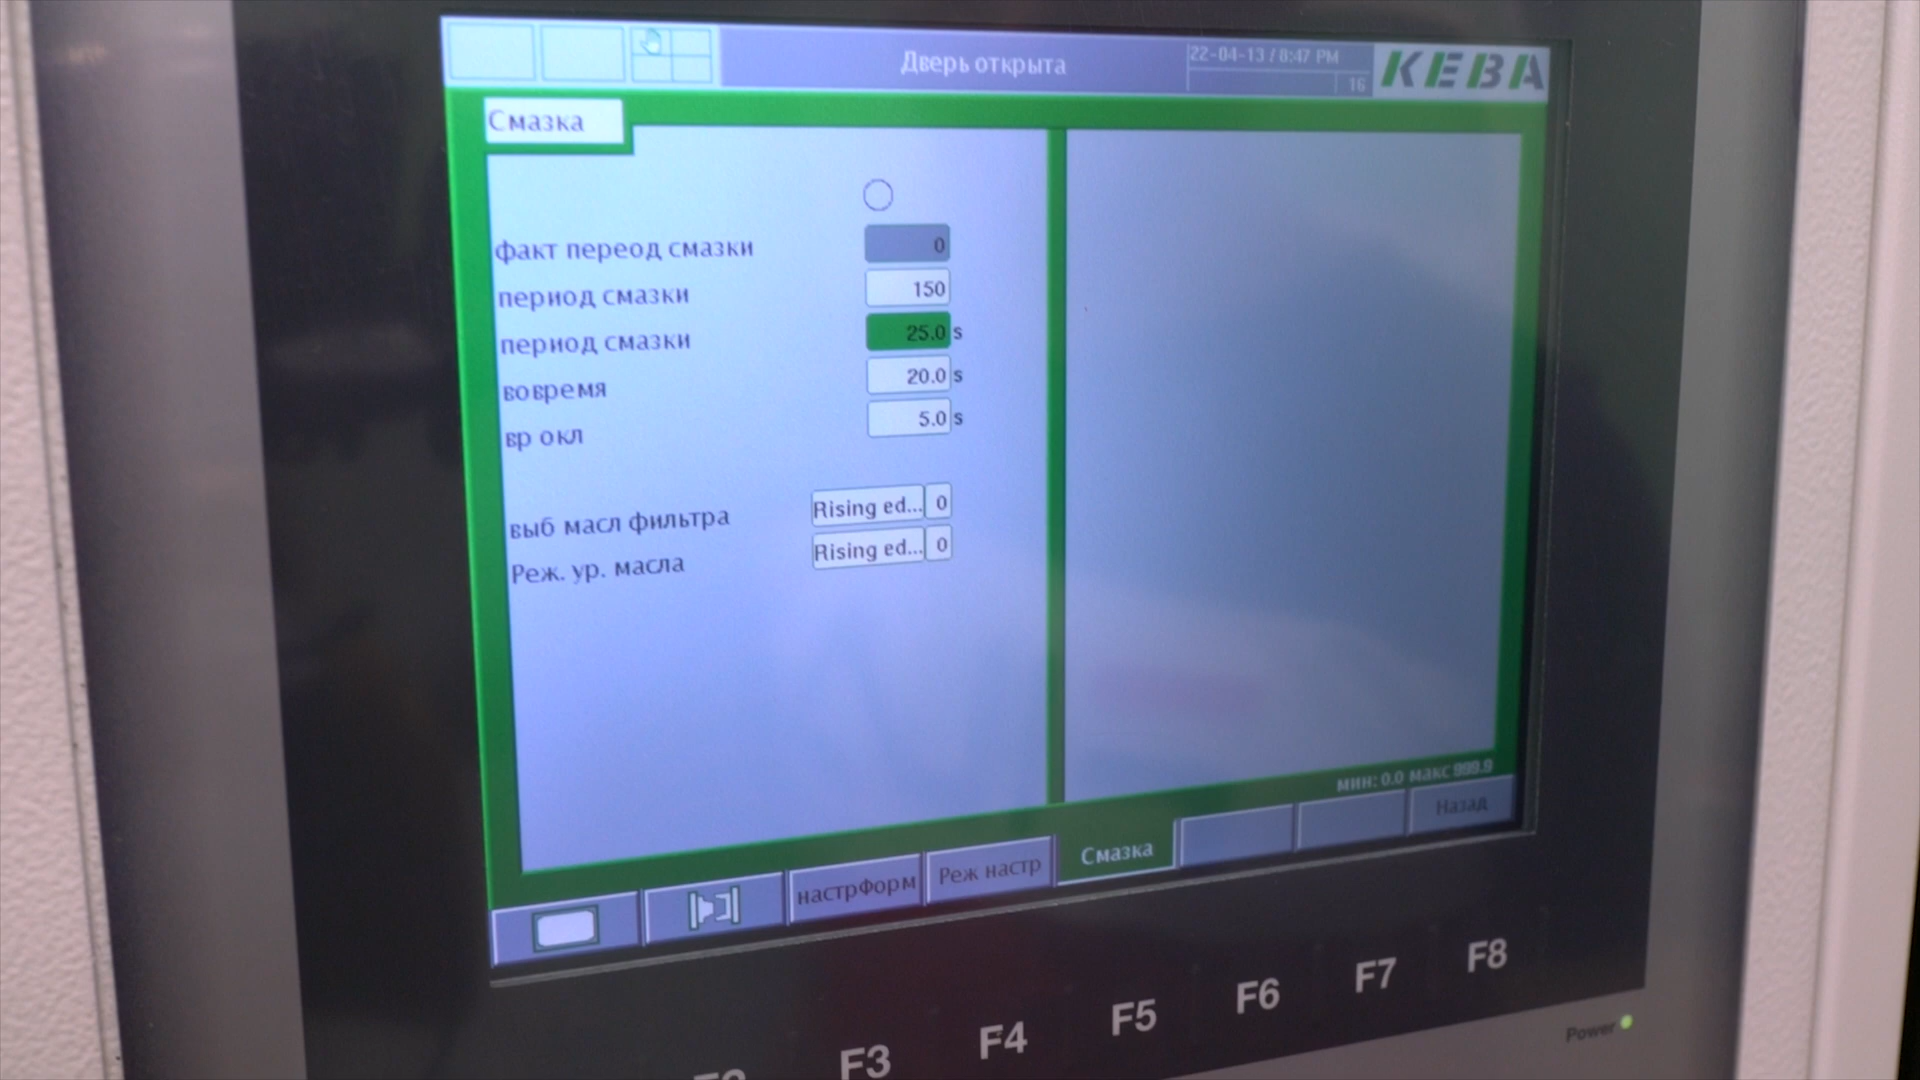 Дверь открыта
22-04-13 / 8:47 PM
16
KEBA
Смазка
факт переод смазки 0
период смазки 150
период смазки 25.0 s
вовремя 20.0 s
вр окл 5.0 s
выб масл фильтра Rising ed... 0
Реж. ур. масла Rising ed... 0
мин: 0.0 макс 999.9
настрФорм Реж настр Смазка Назад
F3 F4 F5 F6 F7 F8
Power